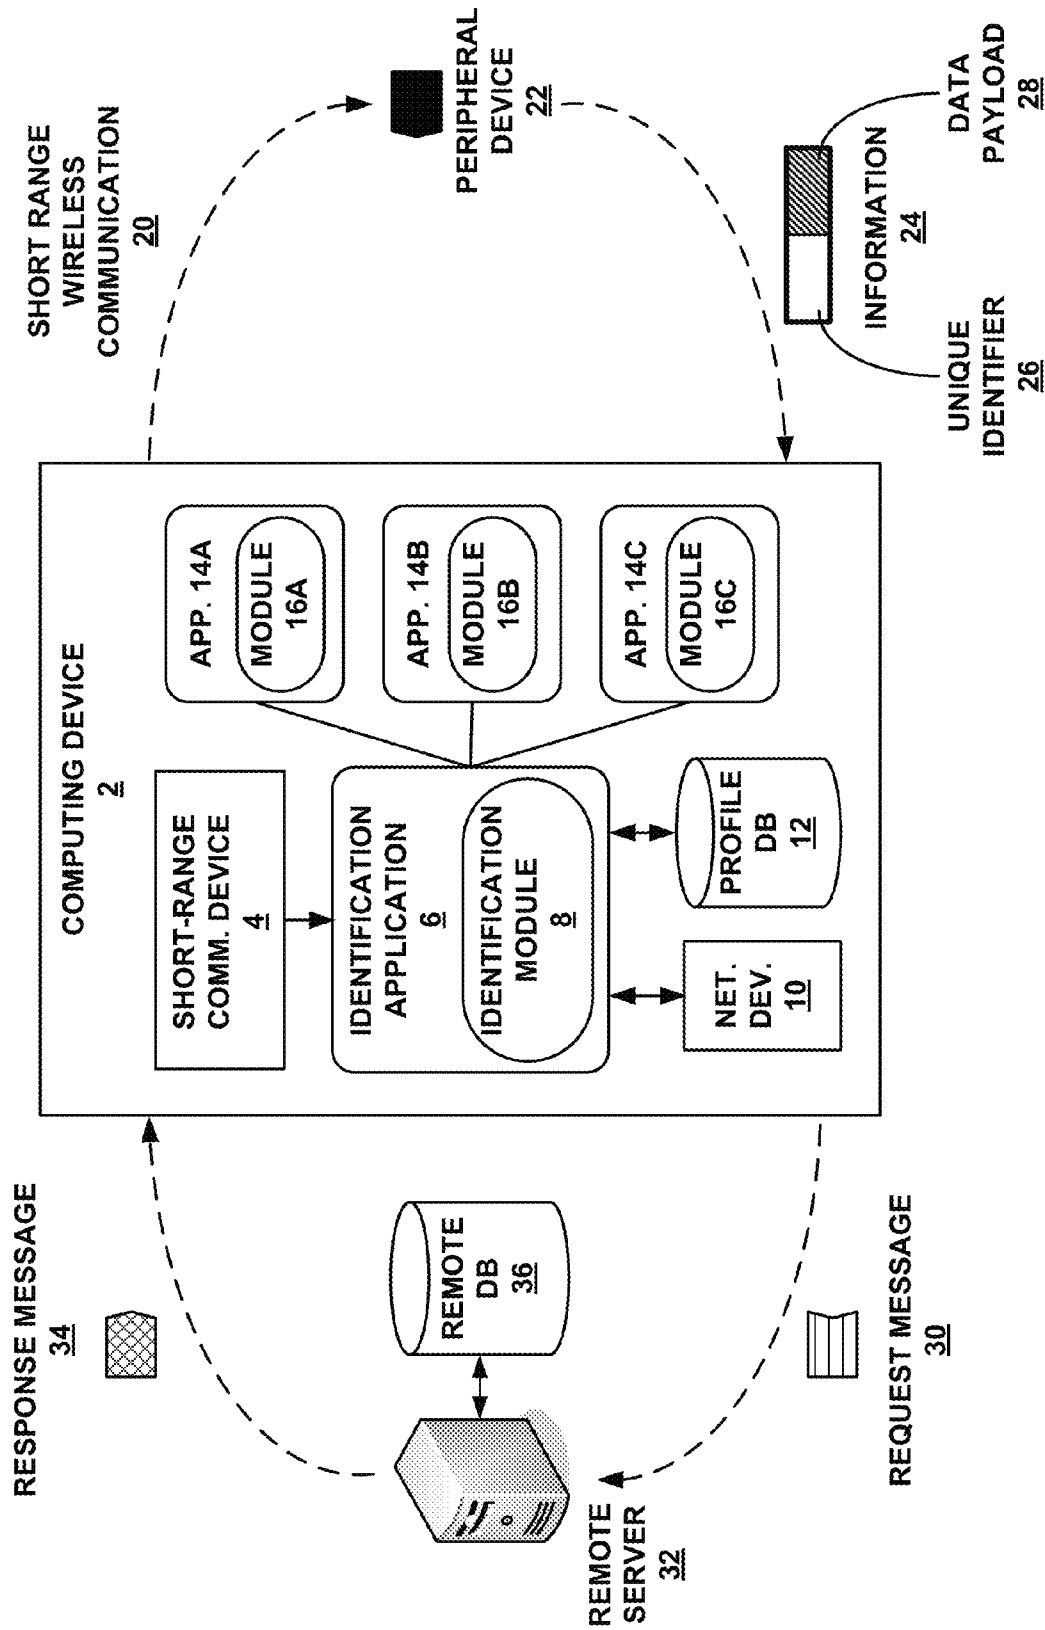 RESPONSE MESSAGE
34
REMOTE
SERVER
32
REMOTE
DB
36
REQUEST MESSAGE
30
COMPUTING DEVICE
2
SHORT-RANGE
COMM. DEVICE
4
IDENTIFICATION
APPLICATION
6
IDENTIFICATION
MODULE
8
NET.
DEV.
10
PROFILE
DB
12
APP. 14A
MODULE
16A
APP. 14B
MODULE
16B
APP. 14C
MODULE
16C
SHORT RANGE
WIRELESS
COMMUNICATION
20
PERIPHERAL
DEVICE
22
INFORMATION
24
UNIQUE
IDENTIFIER
26
DATA
PAYLOAD
28